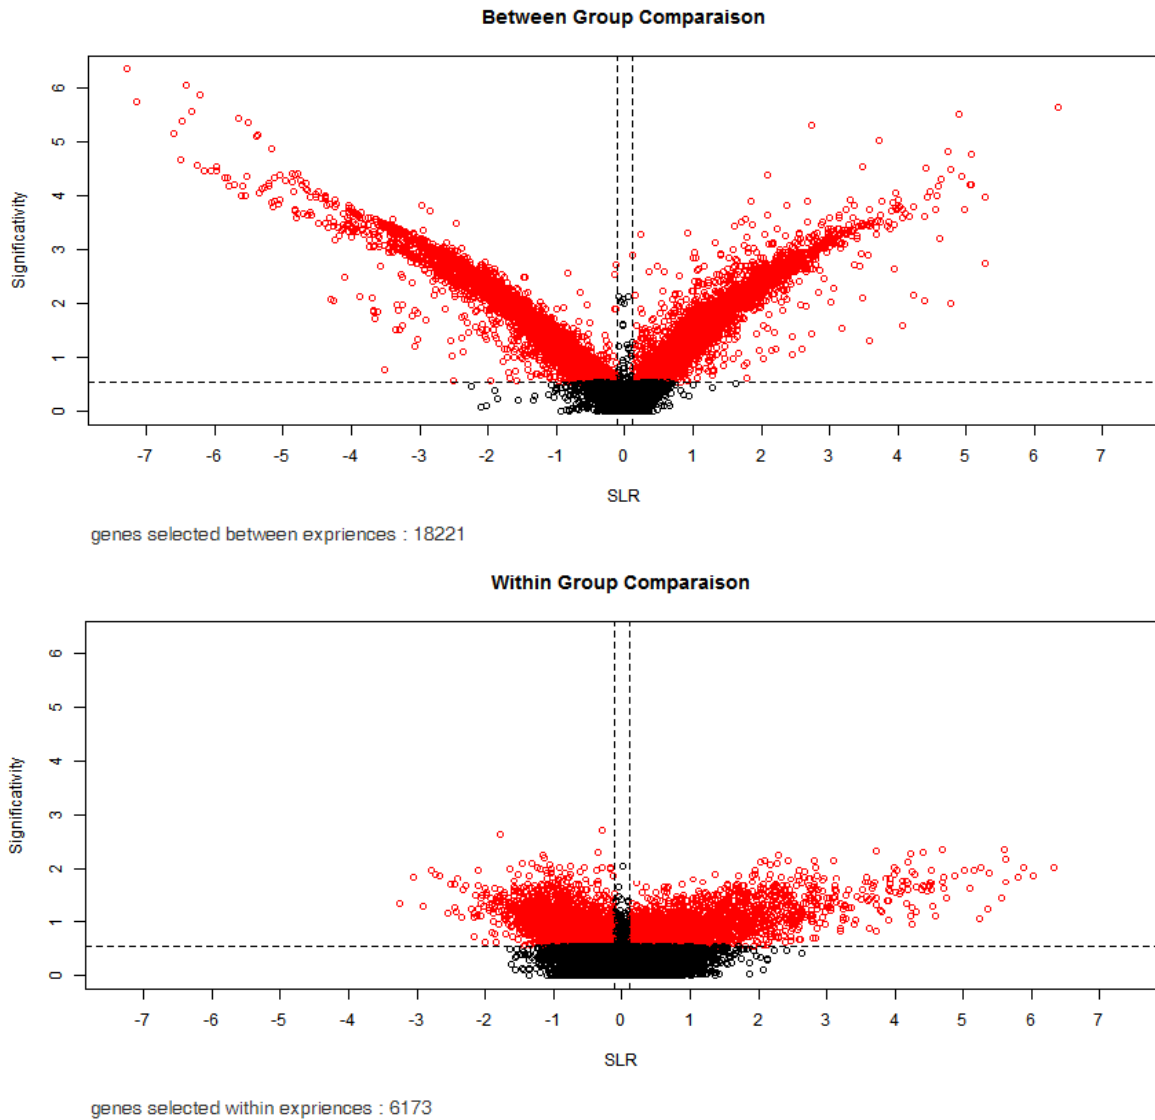 Between Group Comparaison
Significativity
6
5
4
3
2
1
0
-7 -6 -5 -4 -3 -2 -1 0 1 2 3 4 5 6 7
SLR
genes selected between expriences : 18221
Within Group Comparaison
Significativity
6
5
4
3
2
1
0
-7 -6 -5 -4 -3 -2 -1 0 1 2 3 4 5 6 7
SLR
genes selected within expriences : 6173